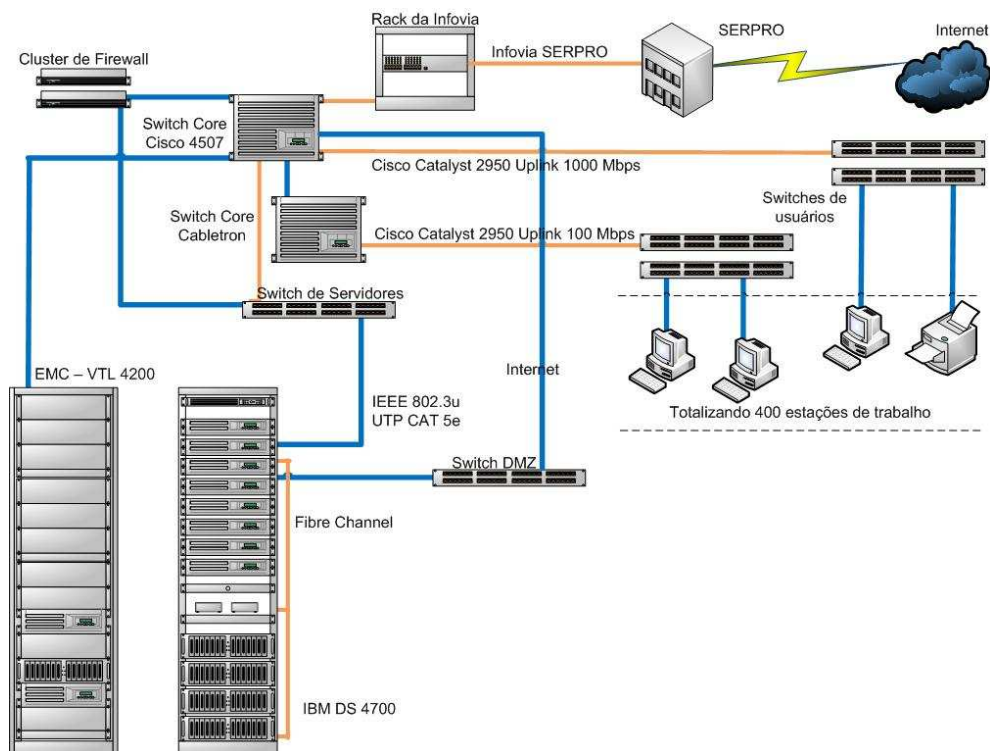 Rack da Infovia
SERPRO
Internet
Infovia SERPRO
Cluster de Firewall
Switch Core
Cisco 4507
Cisco Catalyst 2950 Uplink 1000 Mbps
Switches de
usuários
Switch Core
Cabletron
Cisco Catalyst 2950 Uplink 100 Mbps
Switch de Servidores
EMC – VTL 4200
Internet
IEEE 802.3u
UTP CAT 5e
Totalizando 400 estações de trabalho
Switch DMZ
Fibre Channel
IBM DS 4700